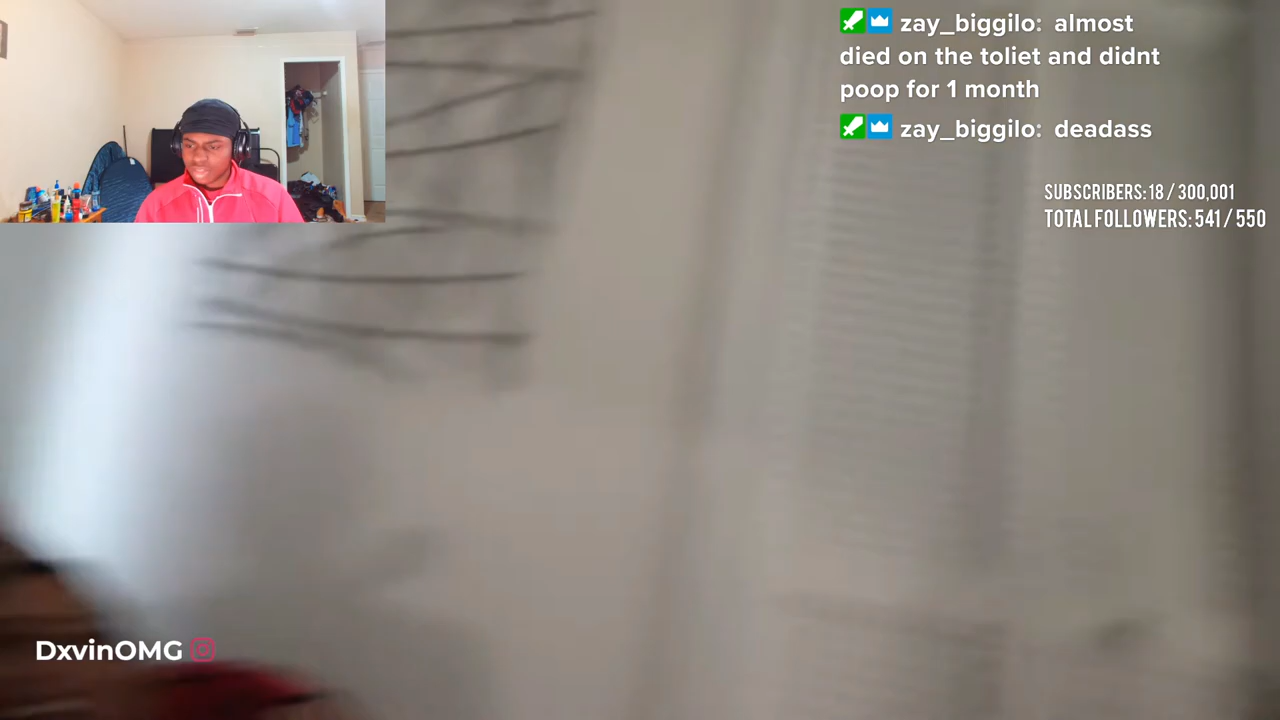 zay_biggilo: almost
died on the toliet and didnt
poop for 1 month
zay_biggilo: deadass
SUBSCRIBERS: 18 / 300,001
TOTAL FOLLOWERS: 541 / 550
DxvinOMG